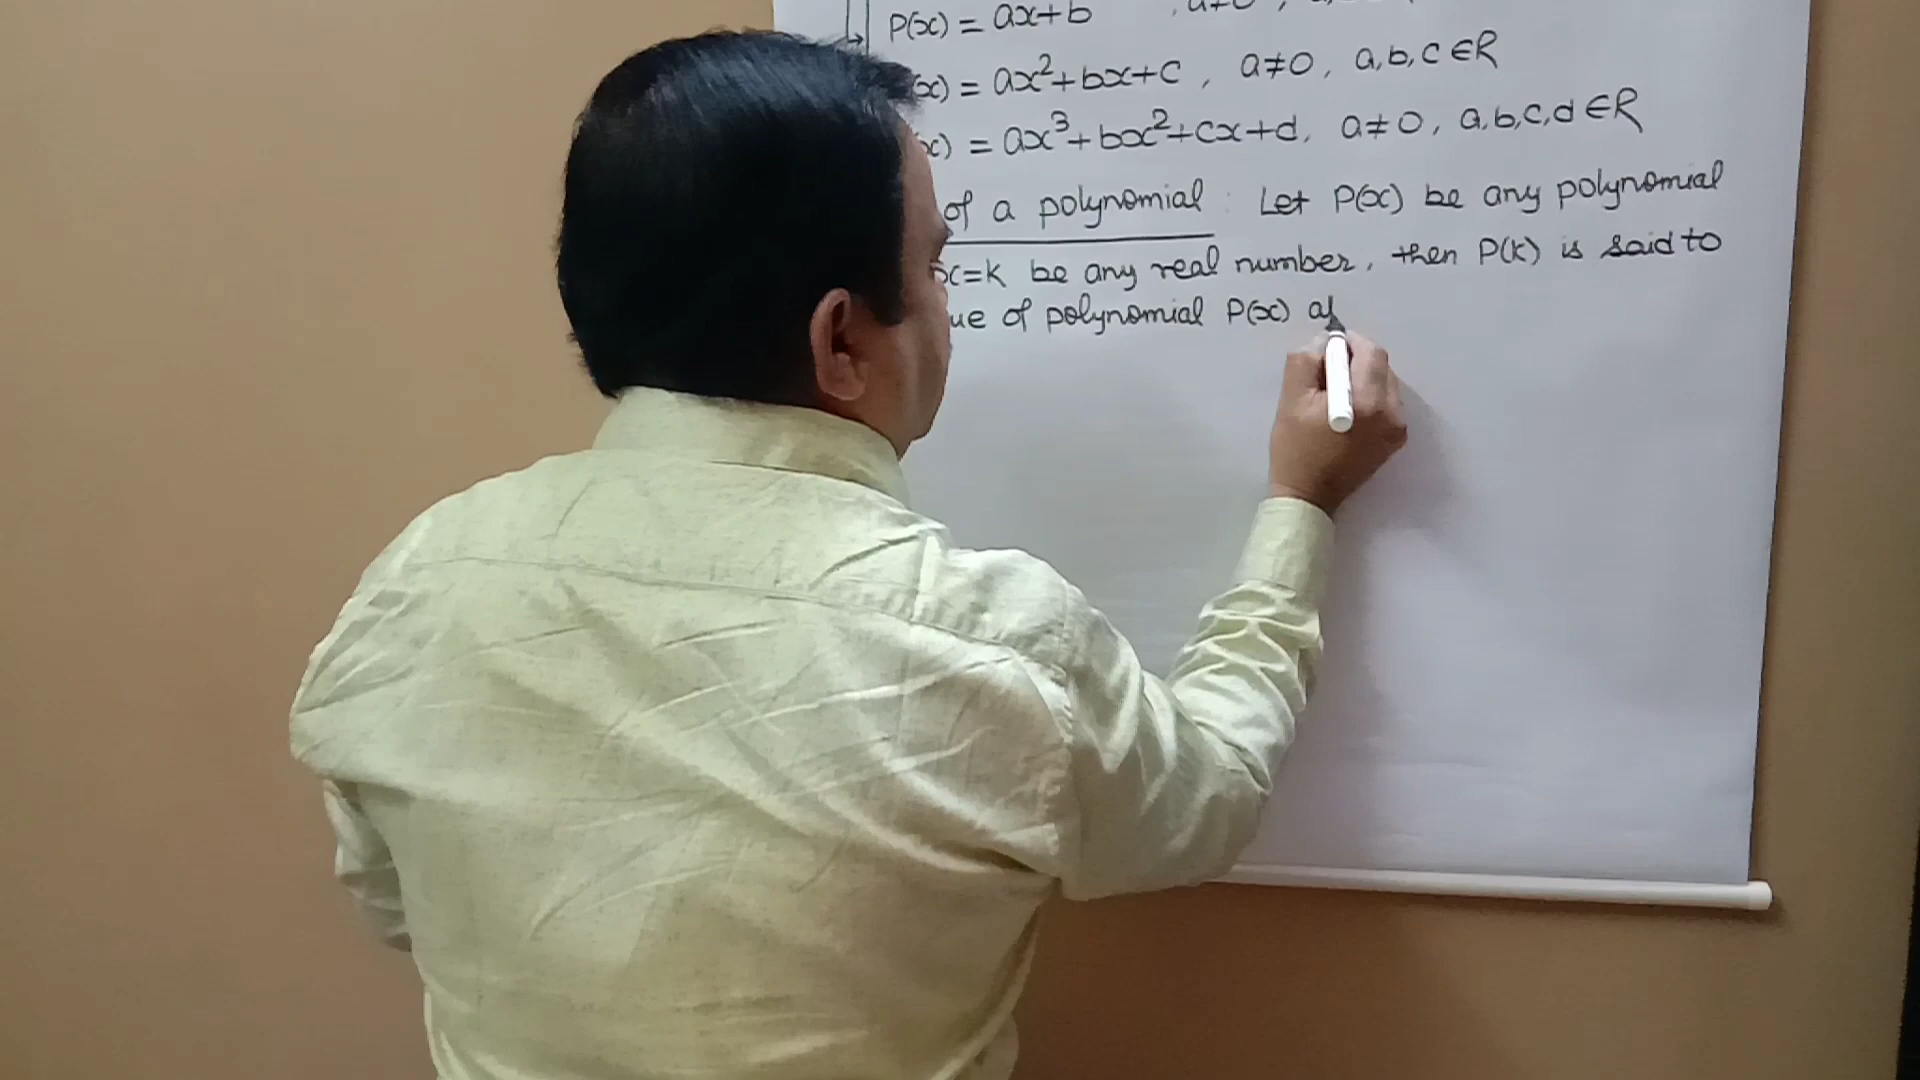 P(x) = ax+b
(x) = ax²+bx+c , a≠0, a,b,c ∈R
x) = ax³+bx²+cx+d, a≠0, a,b,c,d ∈R
of a polynomial : Let P(x) be any polynomial
x=k be any real number, then P(k) is said to
ue of polynomial P(x) at